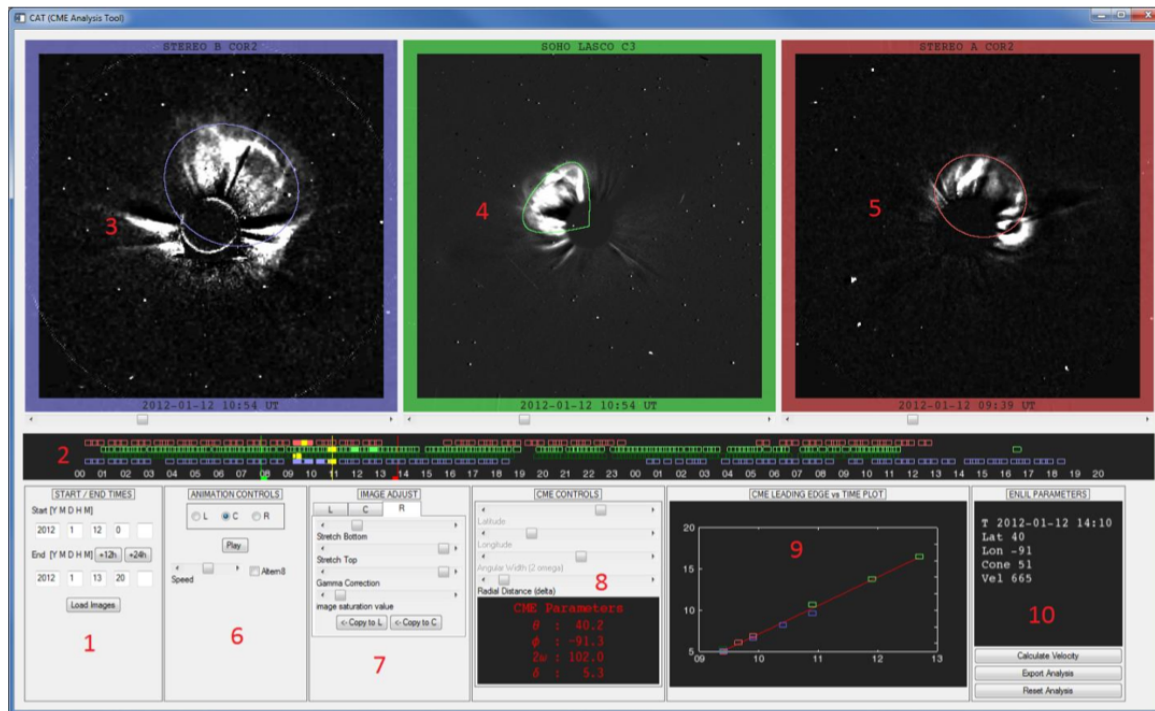 CAT (CME Analysis Tool)
STEREO B COR2
SOHO LASCO C3
STEREO A COR2
3
4
5
2012-01-12 10:54 UT
2012-01-12 10:54 UT
2012-01-12 09:39 UT
2
00 01 02 03 04 05 06 07 08 09 10 11 12 13 14 15 16 17 18 19 20 21 22 23 00 01 02 03 04 05 06 07 08 09 10 11 12 13 14 15 16 17 18 19 20
START / END TIMES
Start [Y M D H M]
2012 1 12 0
End [Y M D H M] +12h +24h
2012 1 13 20
Load Images
1
ANIMATION CONTROLS
L C R
Play
Speed
6
IMAGE ADJUST
L C R
Stretch Bottom
Stretch Top
Gamma Correction
image saturation value
<- Copy to L <- Copy to C
7
CME CONTROLS
Latitude
Longitude
Angular Width (2 omega)
Radial Distance (delta)
8
CME Parameters
θ : 40.2
ϕ : -91.3
2ω : 102.0
δ : 5.3
CME LEADING EDGE vs TIME PLOT
20
15
10
5
09 10 11 12 13
9
ENLIL PARAMETERS
T 2012-01-12 14:10
Lat 40
Lon -91
Cone 51
Vel 665
10
Calculate Velocity
Export Analysis
Reset Analysis